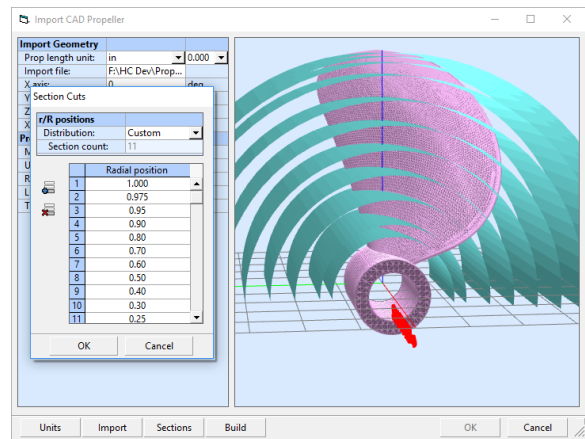 Import CAD Propeller
Import Geometry
Prop length unit: in 0.000
Import file: F:\HC Dev\Prop...
X axis: 0 deg
Section Cuts
r/R positions
Distribution: Custom
Section count: 11
Radial position
1 1.000
2 0.975
3 0.95
4 0.90
5 0.80
6 0.70
7 0.60
8 0.50
9 0.40
10 0.30
11 0.25
OK Cancel
Units Import Sections Build OK Cancel